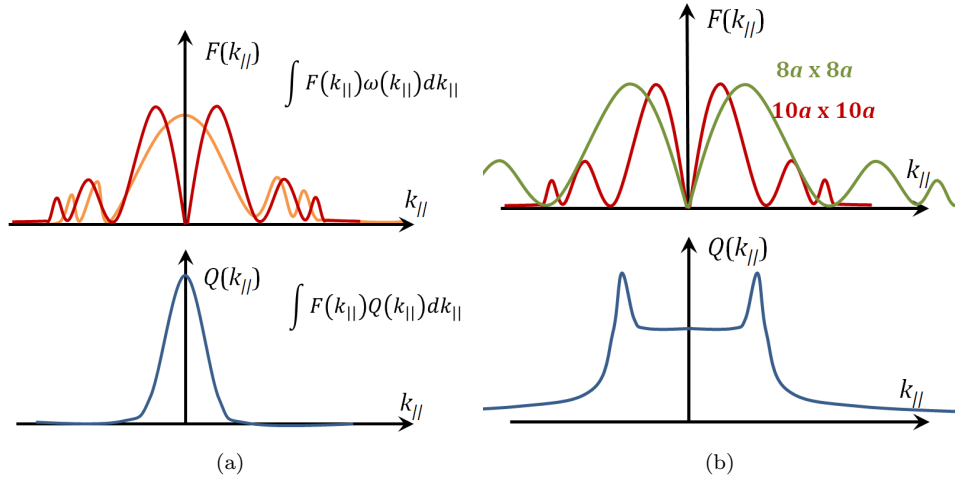 F(k_{//})
∫ F(k_{||})ω(k_{||})dk_{||}
k_{//}
Q(k_{//})
∫ F(k_{||})Q(k_{||})dk_{||}
k_{//}
(a)
F(k_{//})
8a x 8a
10a x 10a
k_{//}
Q(k_{//})
k_{//}
(b)